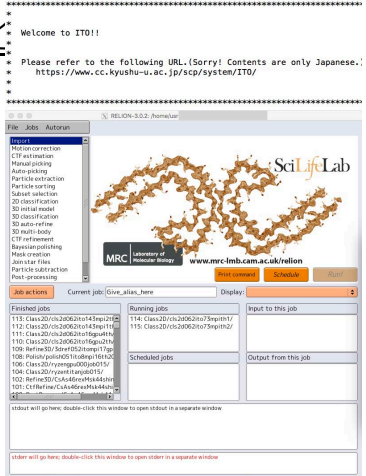 ****************************************************************
*
*
*   Welcome to ITO!!
*
*   Please refer to the following URL.(Sorry! Contents are only Japanese.)
*     https://www.cc.kyushu-u.ac.jp/scp/system/ITO/
*
*
****************************************************************
RELION-3.0.2: /home/usr
File Jobs Autorun
Import
Motion correction
CTF estimation
Manual picking
Auto-picking
Particle extraction
Particle sorting
Subset selection
2D classification
3D initial model
3D classification
3D auto-refine
3D multi-body
CTF refinement
Bayesian polishing
Mask creation
Join star files
Particle subtraction
Post-processing
SciLifeLab
MRC Laboratory of Molecular Biology
www.mrc-lmb.cam.ac.uk/relion
Print command Schedule Run!
Job actions Current job: Give_alias_here Display:
Finished jobs
113: Class2D/cls2d062ito143mpi2tt
112: Class2D/cls2d062ito143mpi1tt
111: Class2D/cls2d062ito16gpu4th/
110: Class2D/cls2d062ito16gpu2th/
109: Refine3D/3dref052itompi17gp
108: Polish/polish051ito8mpi16th20
106: Class2D/ryzengpu000job015/
104: Class2D/ryzentitanjob015/
102: Refine3D/CsAs46rexMsk44shin
101: CtfRefine/CsAs46rexMsk44shi
Running jobs
114: Class2D/cls2d062ito73mpith1/
115: Class2D/cls2d062ito73mpith2/
Scheduled jobs
Input to this job
Output from this job
stdout will go here; double-click this window to open stdout in a separate window
stderr will go here; double-click this window to open stderr in a separate window